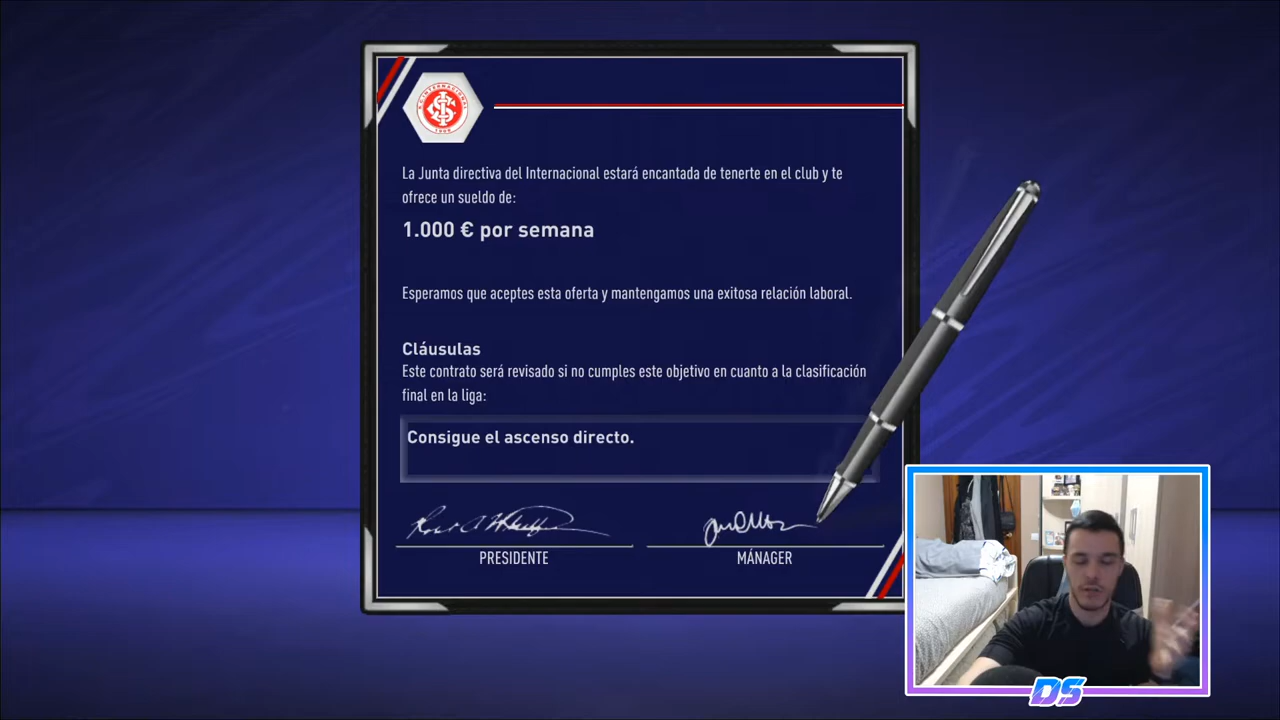 S.C. INTERNACIONAL
1909
La Junta directiva del Internacional estará encantada de tenerte en el club y te
ofrece un sueldo de:
1.000 € por semana
Esperamos que aceptes esta oferta y mantengamos una exitosa relación laboral.
Cláusulas
Este contrato será revisado si no cumples este objetivo en cuanto a la clasificación
final en la liga:
Consigue el ascenso directo.
PRESIDENTE
MÁNAGER
DS